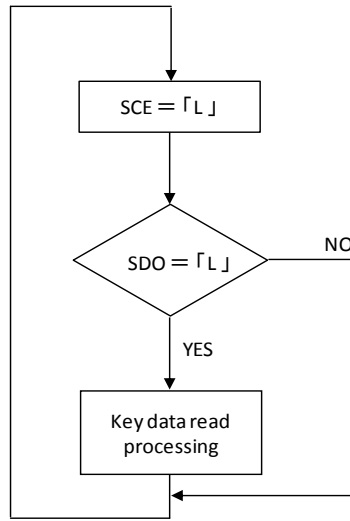 SCE＝「L」
SDO＝「L」
NO
YES
Key data read
processing